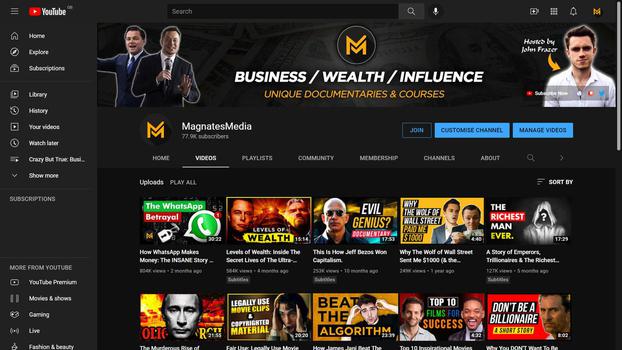 YouTube GB
Search
Home
Explore
Subscriptions
Library
History
Your videos
Watch later
Crazy But True: Busi...
Show more
SUBSCRIPTIONS
MORE FROM YOUTUBE
YouTube Premium
Movies & shows
Gaming
Live
Fashion & beauty
BUSINESS / WEALTH / INFLUENCE
UNIQUE DOCUMENTARIES & COURSES
Hosted by
John Frazer
Subscribe Now
MagnatesMedia
77.9K subscribers
JOIN
CUSTOMISE CHANNEL
MANAGE VIDEOS
HOME
VIDEOS
PLAYLISTS
COMMUNITY
MEMBERSHIP
CHANNELS
ABOUT
Uploads
PLAY ALL
SORT BY
The WhatsApp
Betrayal
30:22
LEVELS OF
WEALTH
15:14
EVIL
GENIUS?
DOCUMENTARY
17:53
WHY
THE WOLF OF
WALL STREET
PAID ME
$1000
4:40
THE
RICHEST
MAN
EVER.
17:29
How WhatsApp Makes
Money: The INSANE Story ...
804K views • 2 months ago
Levels of Wealth: Inside The
Secret Lives of The Ultra-...
584K views • 4 months ago
Subtitles
This Is How Jeff Bezos Won
Capitalism.
253K views • 10 months ago
Subtitles
Why The Wolf of Wall Street
Sent Me $1000 (& the...
249K views • 1 year ago
A Story of Emperors,
Trillionaires & The Richest...
127K views • 5 months ago
Subtitles
21:55
LEGALLY USE
MOVIE CLIPS
&
COPYRIGHTED
MATERIAL
20:20
BEAT
THE
ALGORITHM
23:39
TOP 10
FILMS FOR
SUCCESS
4:32
DON'T BE A
BILLIONAIRE
A SHORT STORY
8:02
The Murderous Rise of
Fair Use: Legally Use Movie
How James Jani Beat The
Top 10 Inspirational Movies
Why You DON'T Want To Be